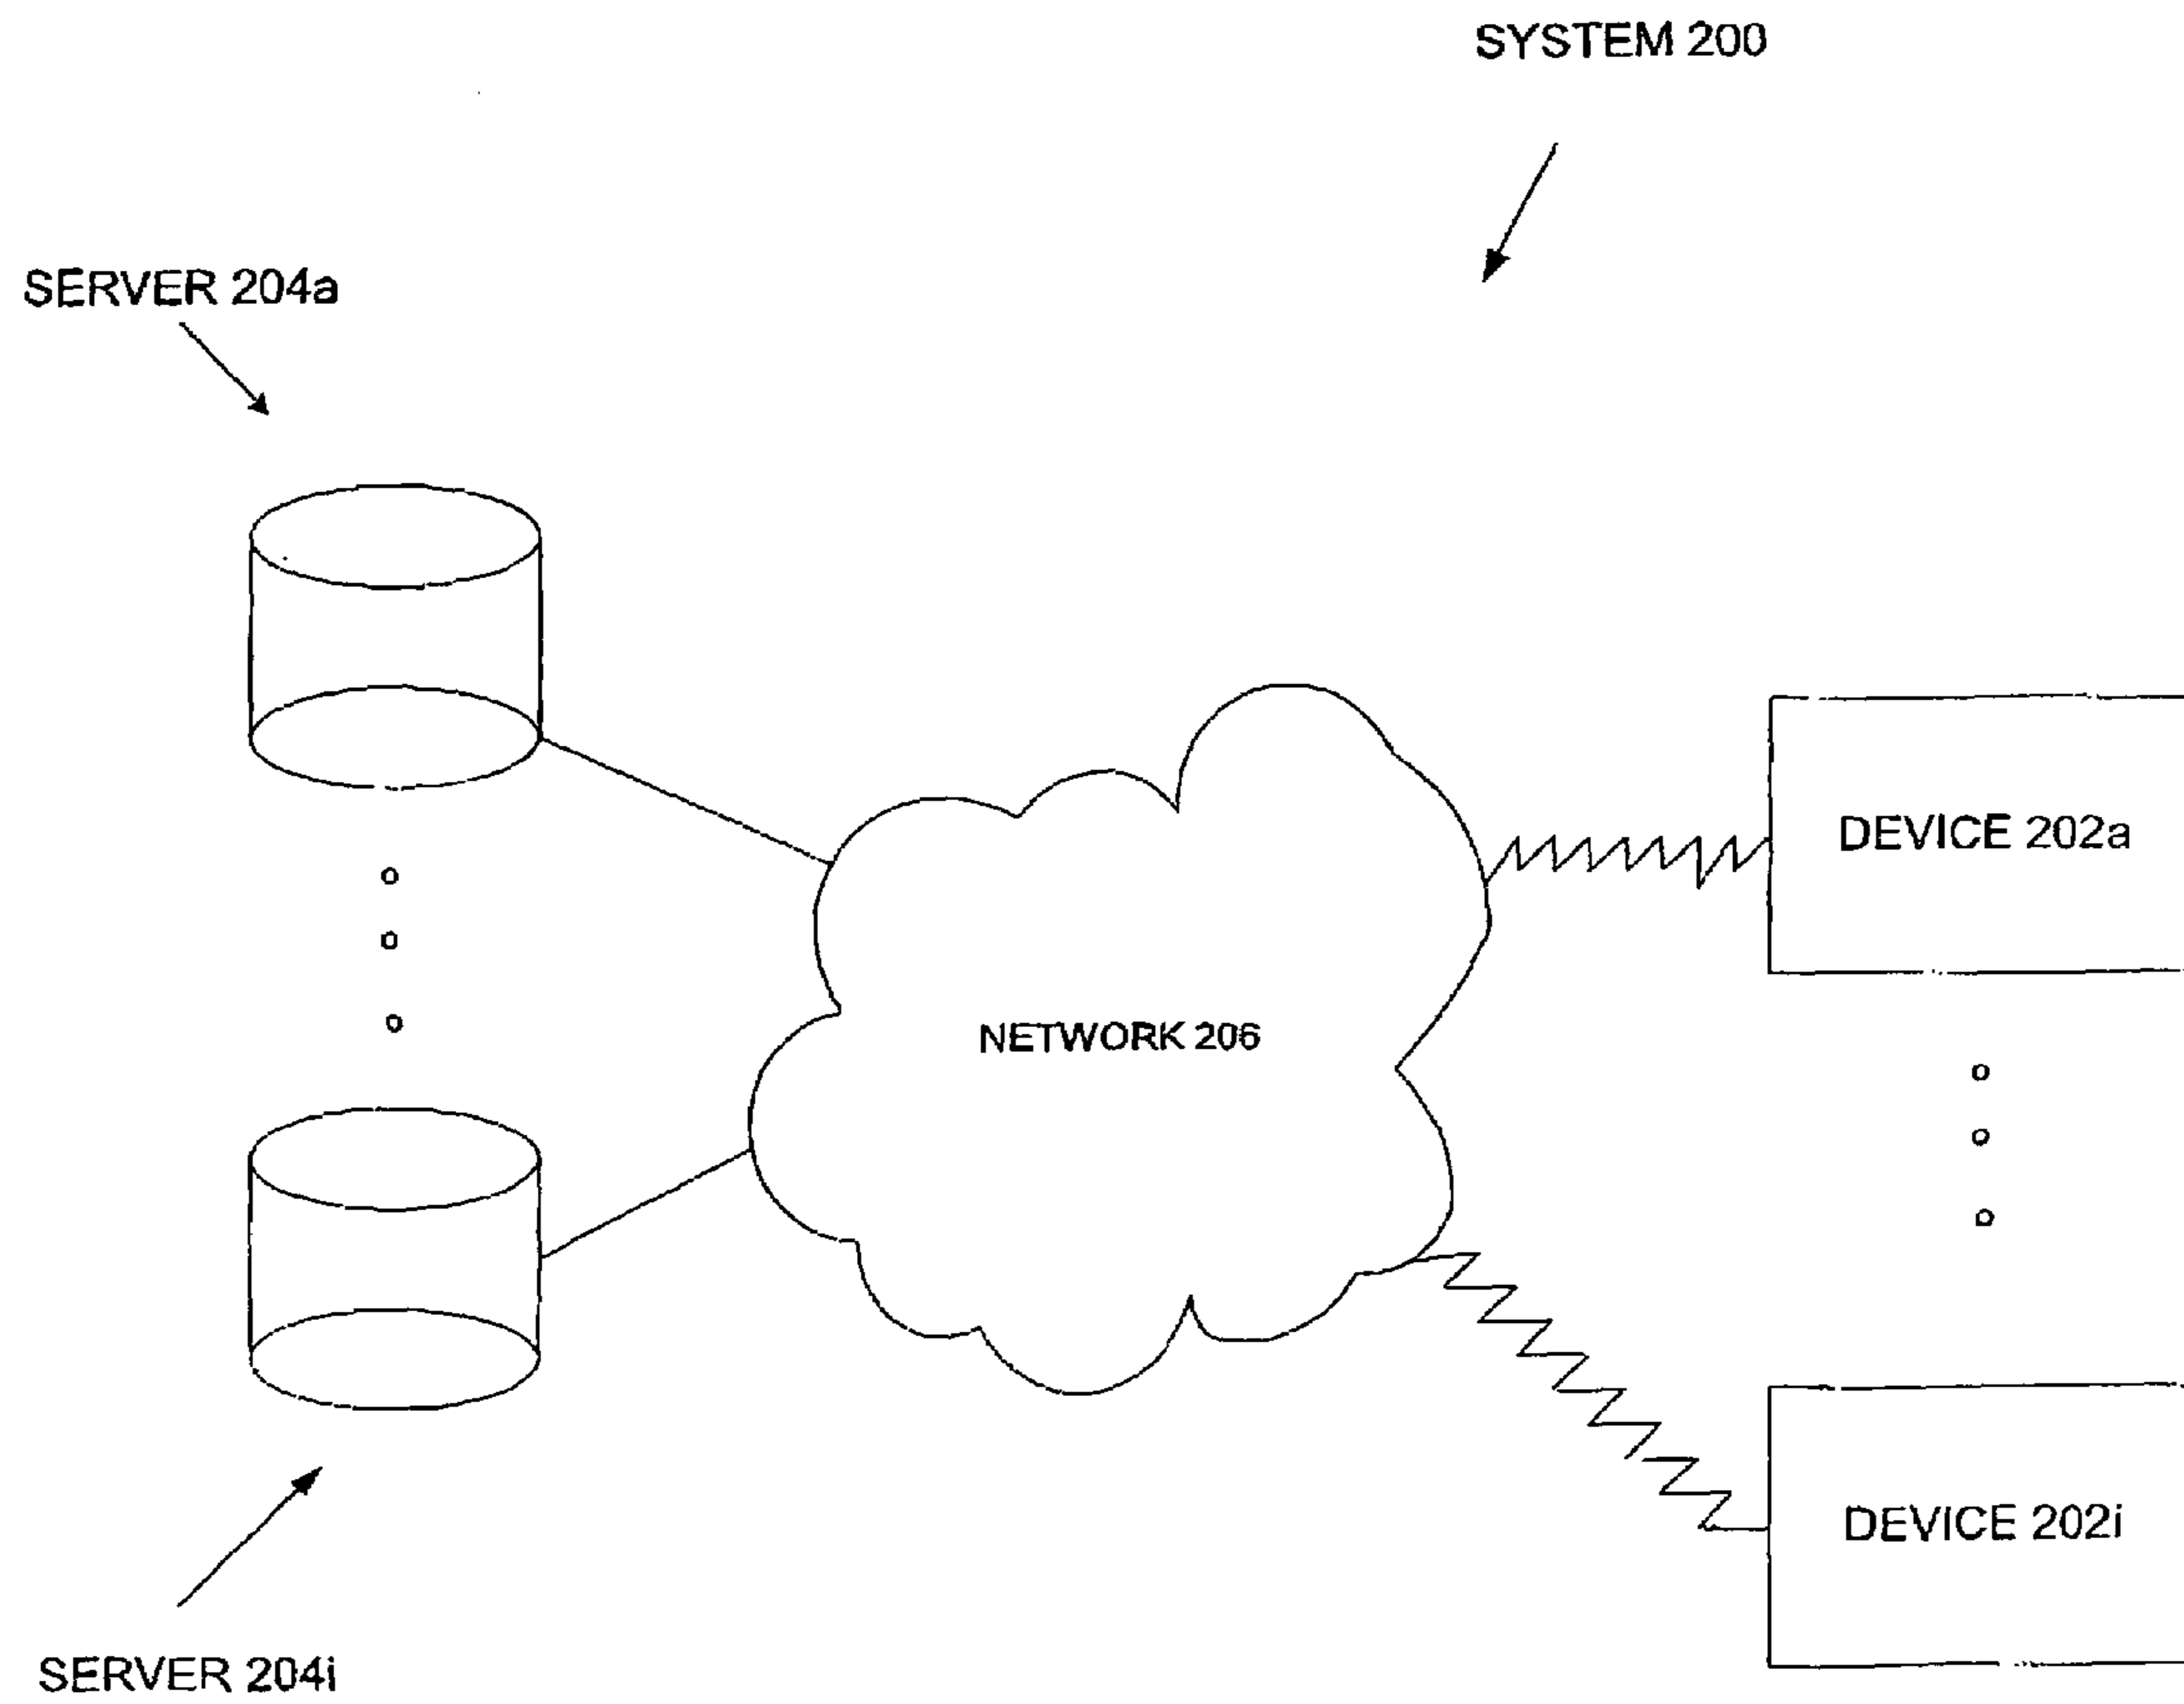 SYSTEM 200
SERVER 204a
DEVICE 202a
NETWORK 206
DEVICE 202i
SERVER 204i